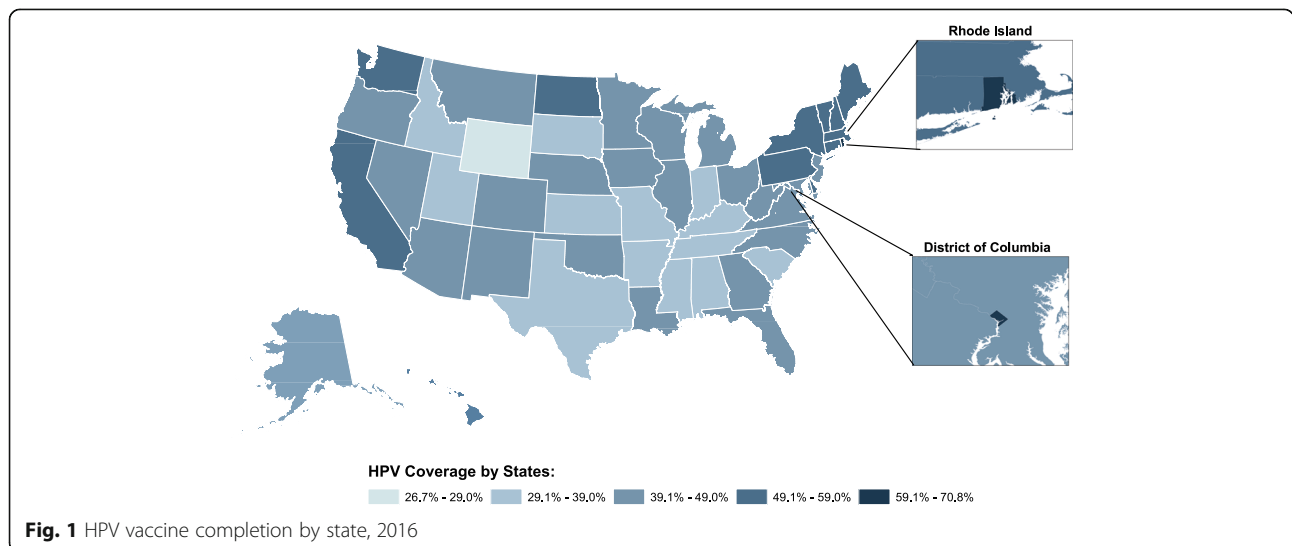 Rhode Island
District of Columbia
HPV Coverage by States:
26.7% - 29.0% 29.1% - 39.0% 39.1% - 49.0% 49.1% - 59.0% 59.1% - 70.8%
Fig. 1 HPV vaccine completion by state, 2016